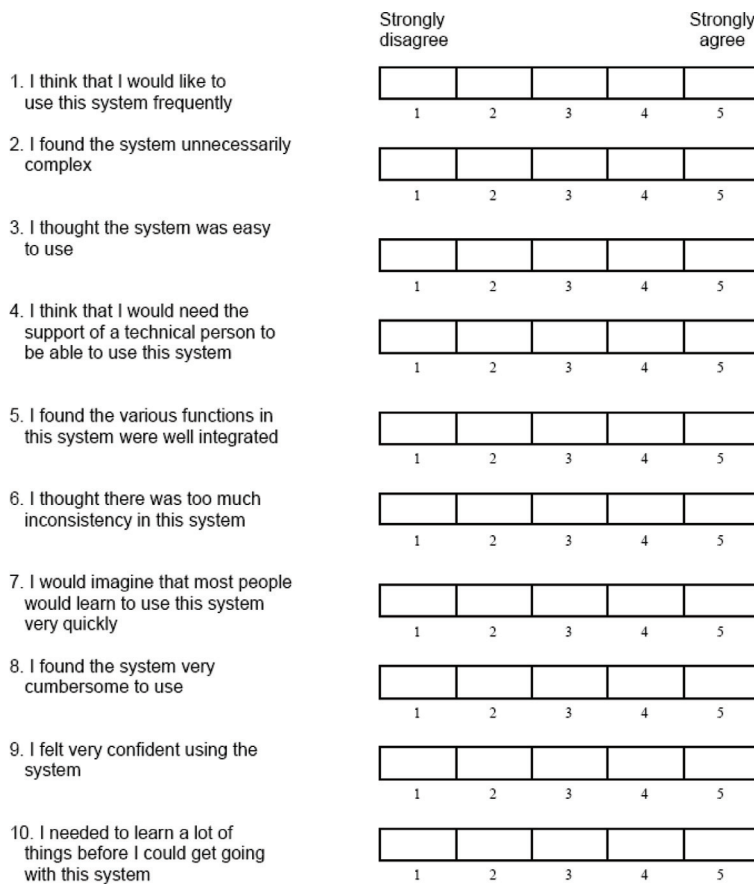 Strongly disagree
Strongly agree
1. I think that I would like to
use this system frequently
1 2 3 4 5
2. I found the system unnecessarily
complex
1 2 3 4 5
3. I thought the system was easy
to use
1 2 3 4 5
4. I think that I would need the
support of a technical person to
be able to use this system
1 2 3 4 5
5. I found the various functions in
this system were well integrated
1 2 3 4 5
6. I thought there was too much
inconsistency in this system
1 2 3 4 5
7. I would imagine that most people
would learn to use this system
very quickly
1 2 3 4 5
8. I found the system very
cumbersome to use
1 2 3 4 5
9. I felt very confident using the
system
1 2 3 4 5
10. I needed to learn a lot of
things before I could get going
with this system
1 2 3 4 5